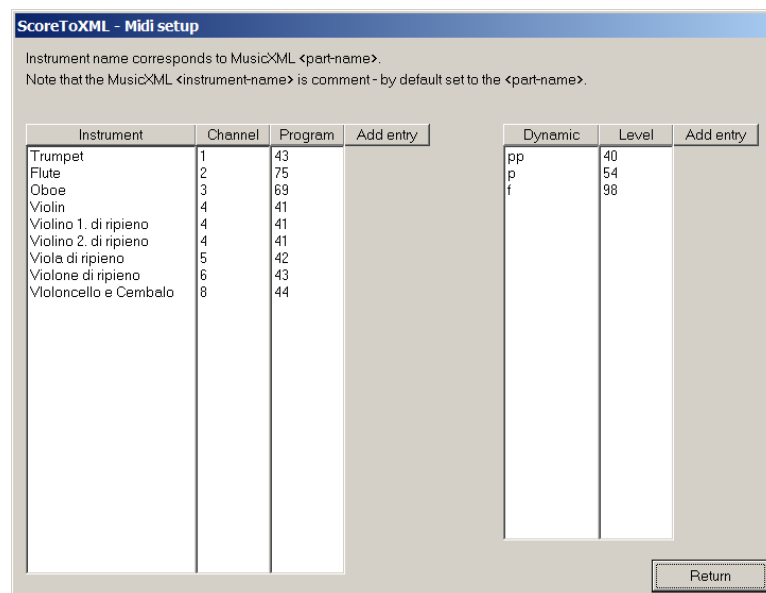 ScoreToXML - Midi setup
Instrument name corresponds to MusicXML <part-name>.
Note that the MusicXML <instrument-name> is comment - by default set to the <part-name>.
Instrument Channel Program Add entry Dynamic Level Add entry
Trumpet 1 43 pp 40
Flute 2 75 p 54
Oboe 3 69 f 98
Violin 4 41
Violino 1. di ripieno 4 41
Violino 2. di ripieno 4 41
Viola di ripieno 5 42
Violone di ripieno 6 43
VIoloncello e Cembalo 8 44
Return